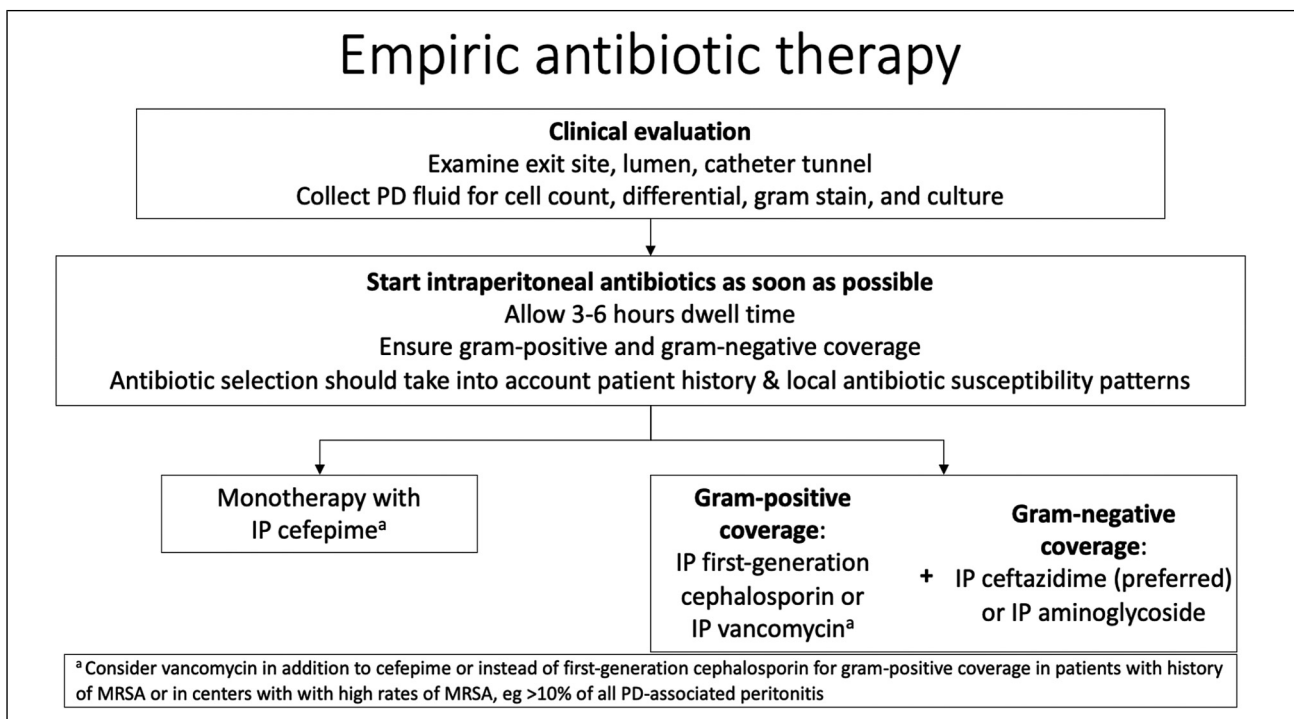 Empiric antibiotic therapy
Clinical evaluation
Examine exit site, lumen, catheter tunnel
Collect PD fluid for cell count, differential, gram stain, and culture
Start intraperitoneal antibiotics as soon as possible
Allow 3-6 hours dwell time
Ensure gram-positive and gram-negative coverage
Antibiotic selection should take into account patient history & local antibiotic susceptibility patterns
Monotherapy with
IP cefepimeᵃ
Gram-positive
coverage:
IP first-generation
cephalosporin or
IP vancomycinᵃ
+
Gram-negative
coverage:
IP ceftazidime (preferred)
or IP aminoglycoside
ᵃ Consider vancomycin in addition to cefepime or instead of first-generation cephalosporin for gram-positive coverage in patients with history
of MRSA or in centers with with high rates of MRSA, eg >10% of all PD-associated peritonitis